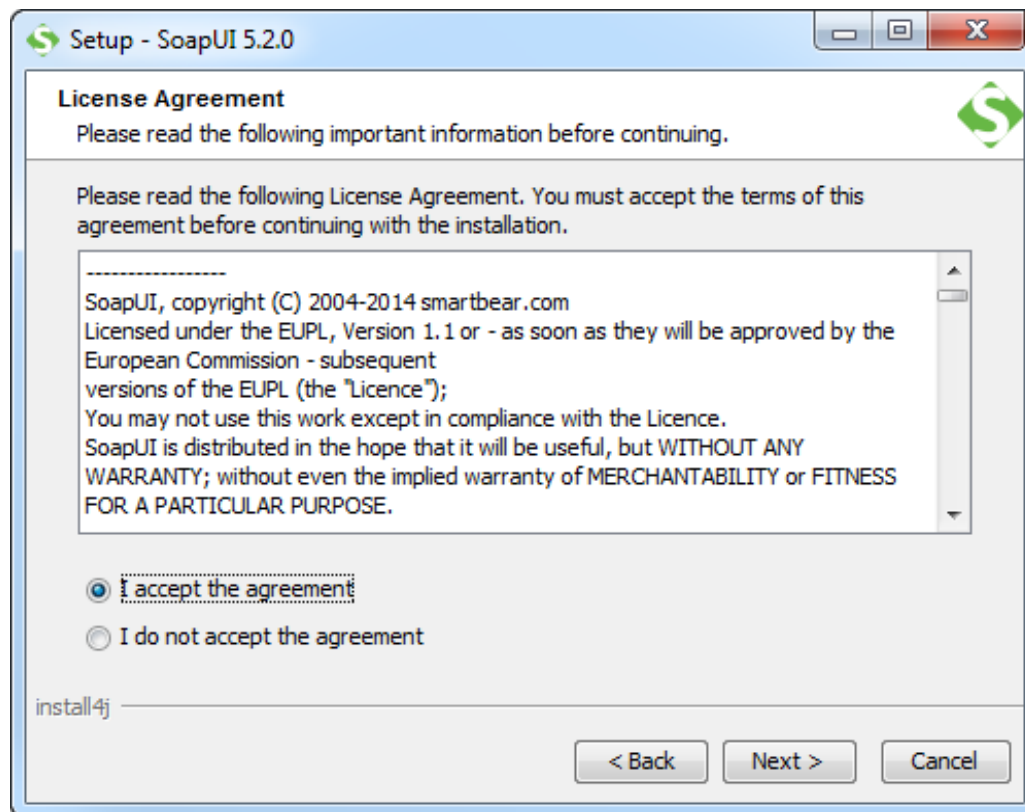 Setup - SoapUI 5.2.0
License Agreement
Please read the following important information before continuing.
Please read the following License Agreement. You must accept the terms of this
agreement before continuing with the installation.
-----------------
SoapUI, copyright (C) 2004-2014 smartbear.com
Licensed under the EUPL, Version 1.1 or - as soon as they will be approved by the
European Commission - subsequent
versions of the EUPL (the "Licence");
You may not use this work except in compliance with the Licence.
SoapUI is distributed in the hope that it will be useful, but WITHOUT ANY
WARRANTY; without even the implied warranty of MERCHANTABILITY or FITNESS
FOR A PARTICULAR PURPOSE.
I accept the agreement
I do not accept the agreement
install4j
< Back Next > Cancel